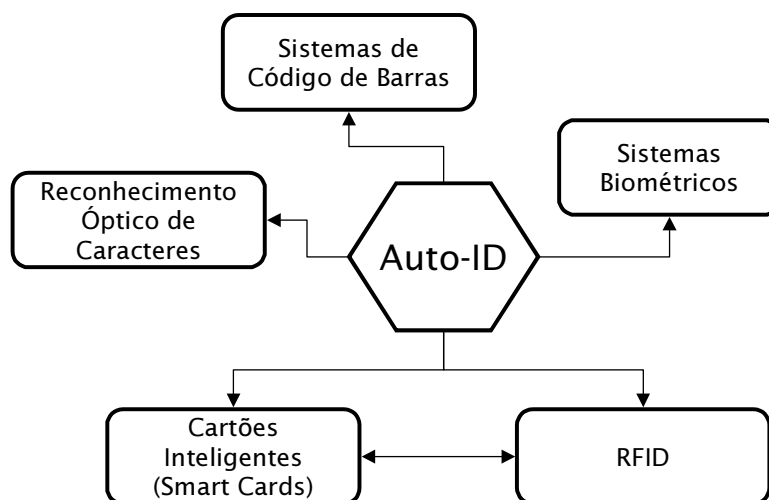 Sistemas de
Código de Barras
Sistemas
Biométricos
Reconhecimento
Óptico de
Caracteres
Auto-ID
Cartões
Inteligentes
(Smart Cards)
RFID